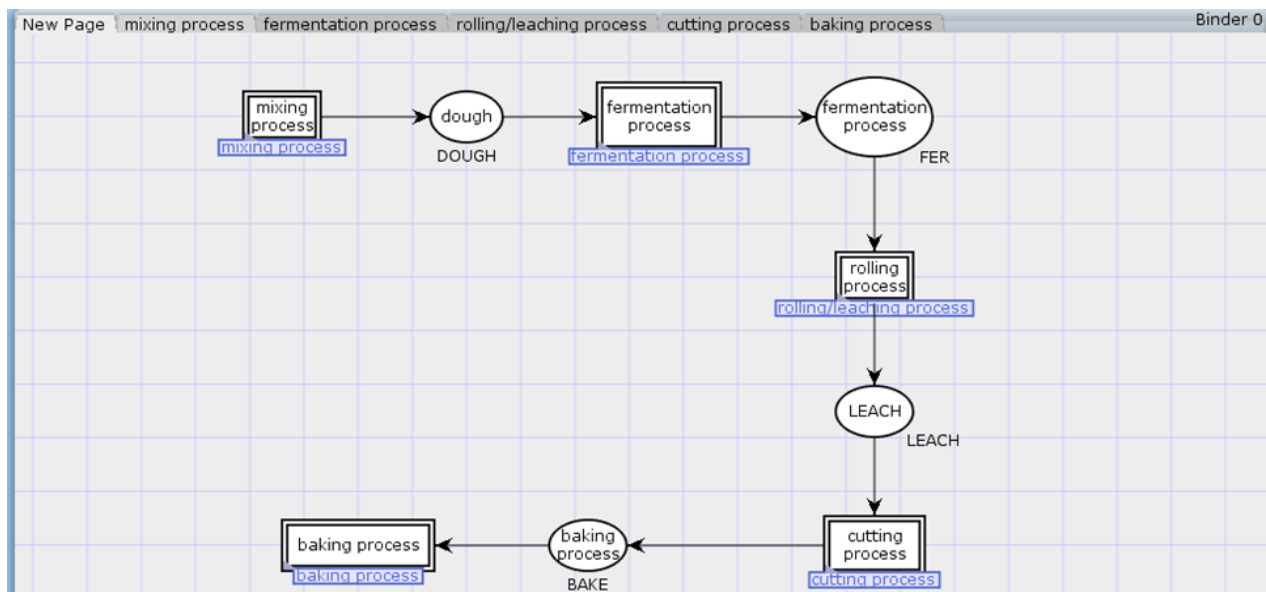 New Page mixing process fermentation process rolling/leaching process cutting process baking process Binder 0
mixing
process
mixing process
dough
DOUGH
fermentation
process
fermentation process
fermentation
process
FER
rolling
process
rolling/leaching process
LEACH
LEACH
cutting
process
cutting process
baking
process
BAKE
baking process
baking process